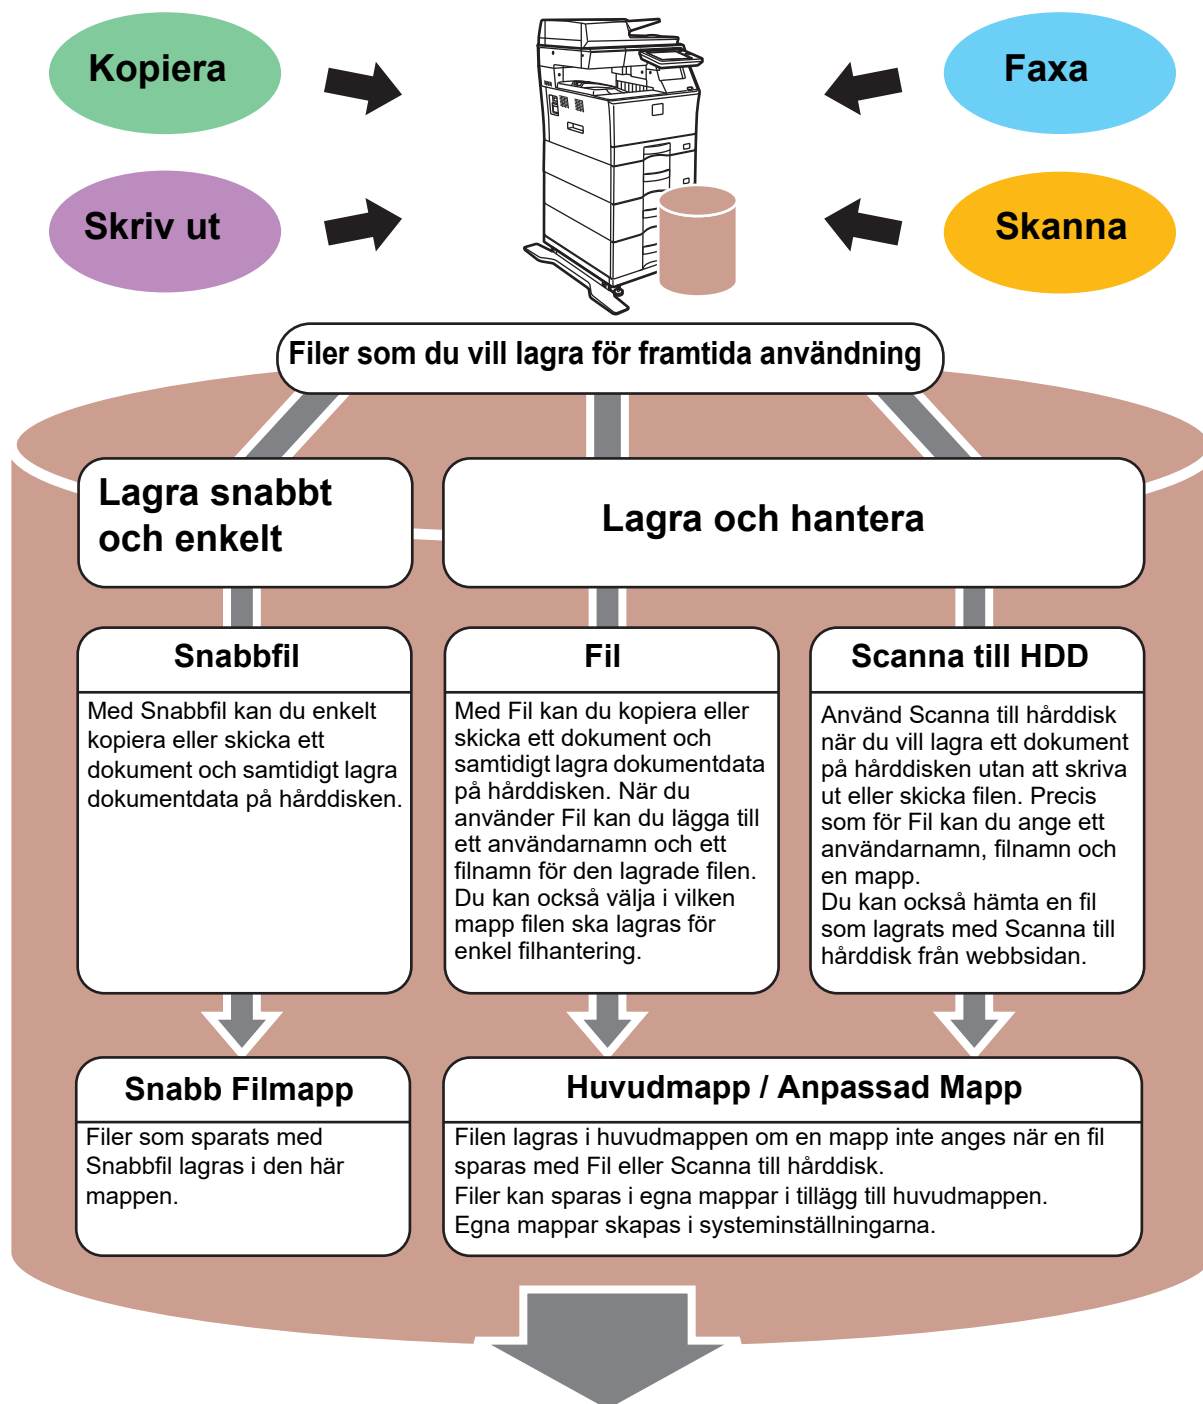 Kopiera
Faxa
Skriv ut
Skanna
Filer som du vill lagra för framtida användning
Lagra snabbt
och enkelt
Lagra och hantera
Snabbfil
Med Snabbfil kan du enkelt
kopiera eller skicka ett
dokument och samtidigt lagra
dokumentdata på hårddisken.
Fil
Med Fil kan du kopiera eller
skicka ett dokument och
samtidigt lagra dokumentdata
på hårddisken. När du
använder Fil kan du lägga till
ett användarnamn och ett
filnamn för den lagrade filen.
Du kan också välja i vilken
mapp filen ska lagras för
enkel filhantering.
Scanna till HDD
Använd Scanna till hårddisk
när du vill lagra ett dokument
på hårddisken utan att skriva
ut eller skicka filen. Precis
som för Fil kan du ange ett
användarnamn, filnamn och
en mapp.
Du kan också hämta en fil
som lagrats med Scanna till
hårddisk från webbsidan.
Snabb Filmapp
Filer som sparats med
Snabbfil lagras i den här
mappen.
Huvudmapp / Anpassad Mapp
Filen lagras i huvudmappen om en mapp inte anges när en fil
sparas med Fil eller Scanna till hårddisk.
Filer kan sparas i egna mappar i tillägg till huvudmappen.
Egna mappar skapas i systeminställningarna.